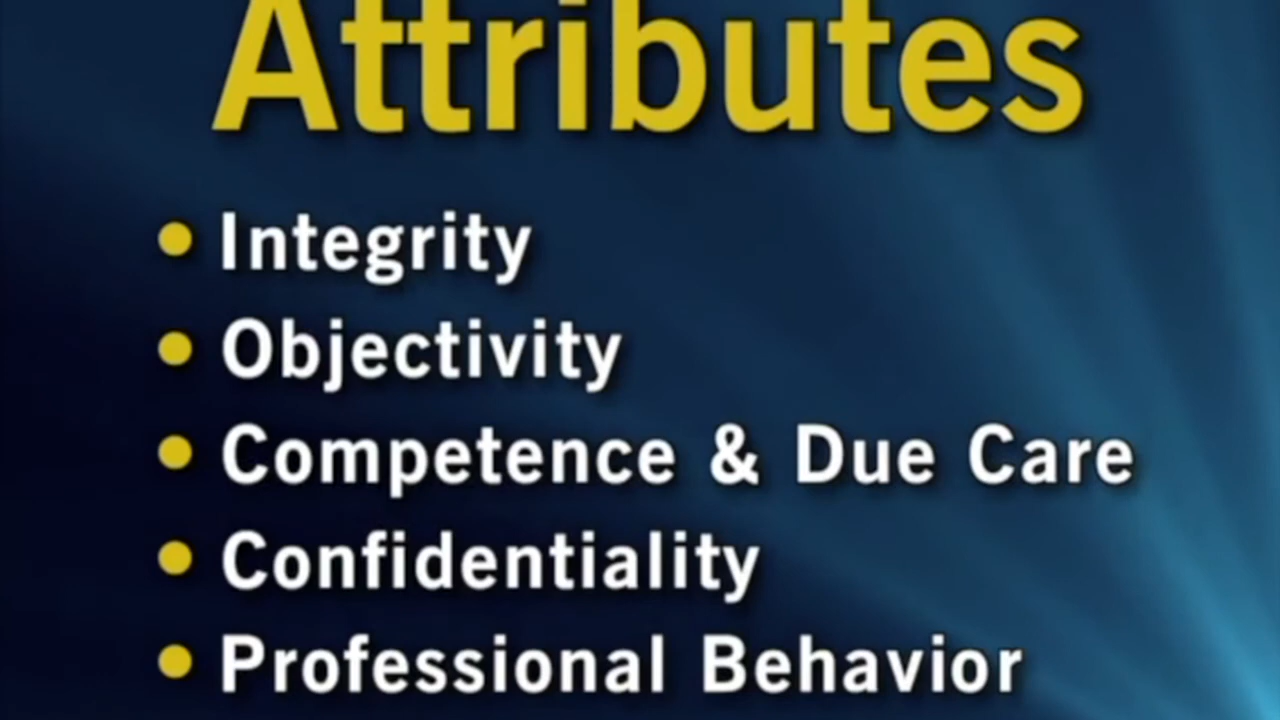 Attributes
• Integrity
• Objectivity
• Competence & Due Care
• Confidentiality
• Professional Behavior